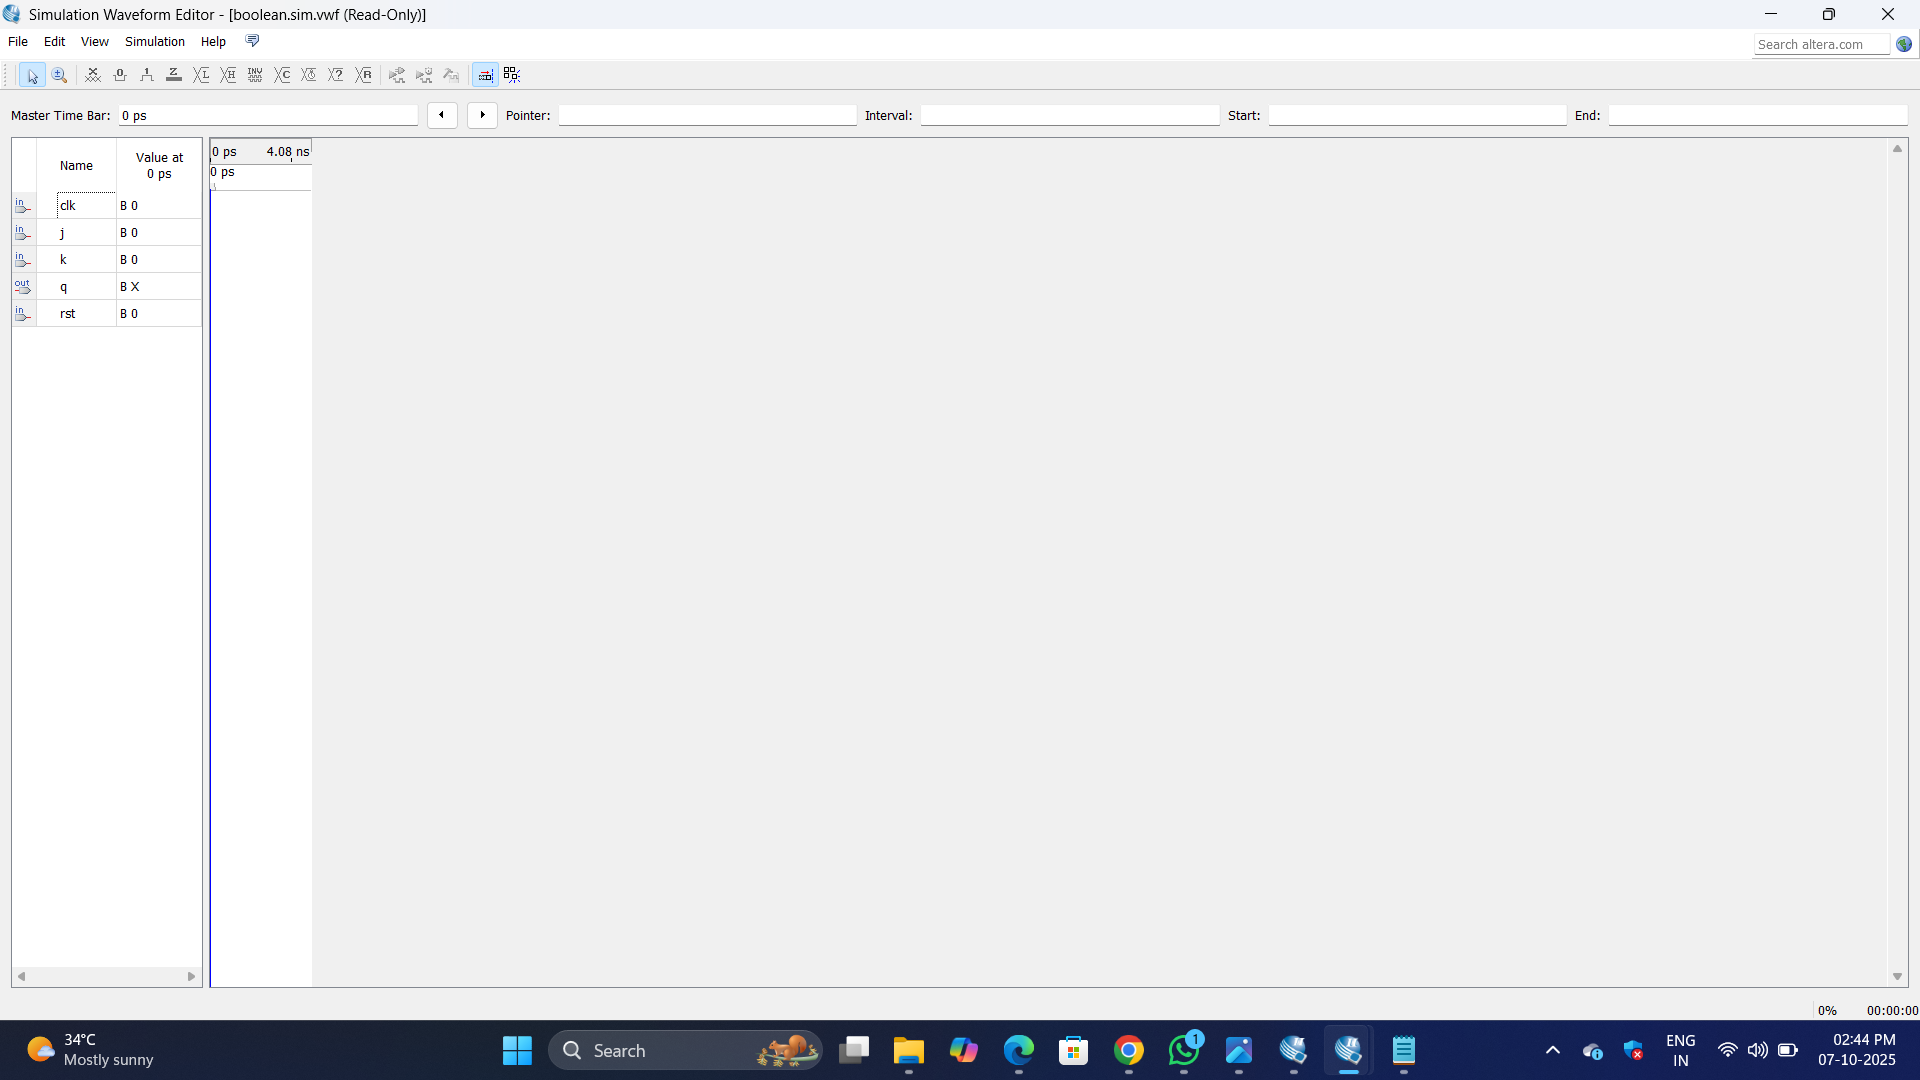 Simulation Waveform Editor - [boolean.sim.vwf (Read-Only)]
File Edit View Simulation Help
Search altera.com
Master Time Bar: 0 ps Pointer: Interval: Start: End:
Name Value at 0 ps
0 ps 4.08 ns
0 ps
in clk B 0
in j B 0
in k B 0
out q B X
in rst B 0
0% 00:00:00
34°C
Mostly sunny
Search
1
ENG
IN
02:44 PM
07-10-2025